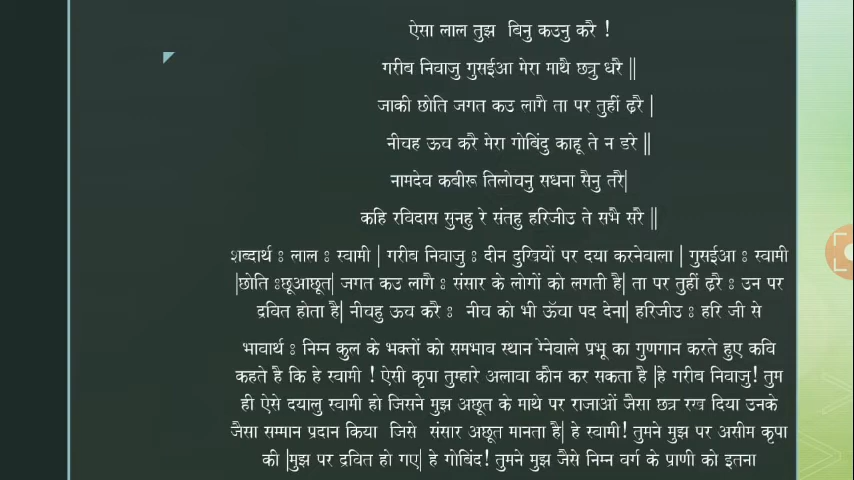 ऐसा लाल तुझ बिनु कउनु करै !
गरीब निवाजु गुसईआ मेरा माथै छत्रु धरै ||
जाकी छोति जगत कउ लागै ता पर तुहीं ढ़रै |
नीचह ऊच करै मेरा गोबिंदु काहू ते न डरे ||
नामदेव कबीरू तिलोचनु सधना सैनु तरै|
कहि रविदास सुनहु रे संतहु हरिजीउ ते सभै सरै ||
शब्दार्थ : लाल : स्वामी | गरीब निवाजु : दीन दुखियों पर दया करनेवाला | गुसईआ : स्वामी
|छोति :छूआछूत| जगत कउ लागै : संसार के लोगों को लगती है| ता पर तुहीं ढ़रै : उन पर
द्रवित होता है| नीचहु ऊच करै : नीच को भी ऊँचा पद देना| हरिजीउ : हरि जी से
भावार्थ : निम्न कुल के भक्तों को समभाव स्थान प्रभू का गुणगान करते हुए कवि
कहते है कि हे स्वामी ! ऐसी कृपा तुम्हारे अलावा कौन कर सकता है |हे गरीब निवाजु! तुम
ही ऐसे दयालु स्वामी हो जिसने मुझ अछूत के माथे पर राजाओं जैसा छत्र रख दिया उनके
जैसा सम्मान प्रदान किया जिसे संसार अछूत मानता है| हे स्वामी! तुमने मुझ पर असीम कृपा
की |मुझ पर द्रवित हो गए| हे गोबिंद! तुमने मुझ जैसे निम्न वर्ग के प्राणी को इतना